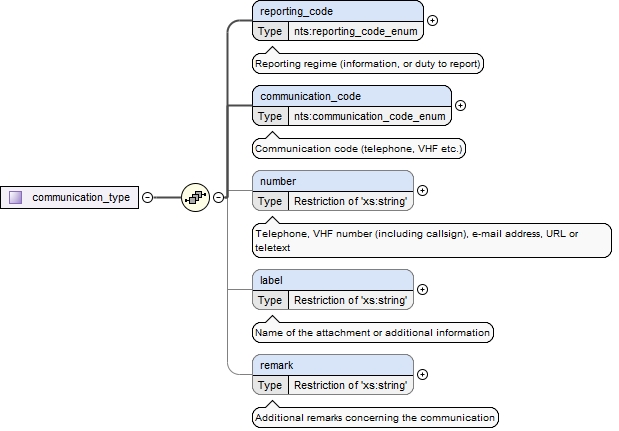 reporting_code
Type nts:reporting_code_enum
Reporting regime (information, or duty to report)
communication_code
Type nts:communication_code_enum
Communication code (telephone, VHF etc.)
communication_type
number
Type Restriction of 'xs:string'
Telephone, VHF number (including callsign), e-mail address, URL or
teletext
label
Type Restriction of 'xs:string'
Name of the attachment or additional information
remark
Type Restriction of 'xs:string'
Additional remarks concerning the communication